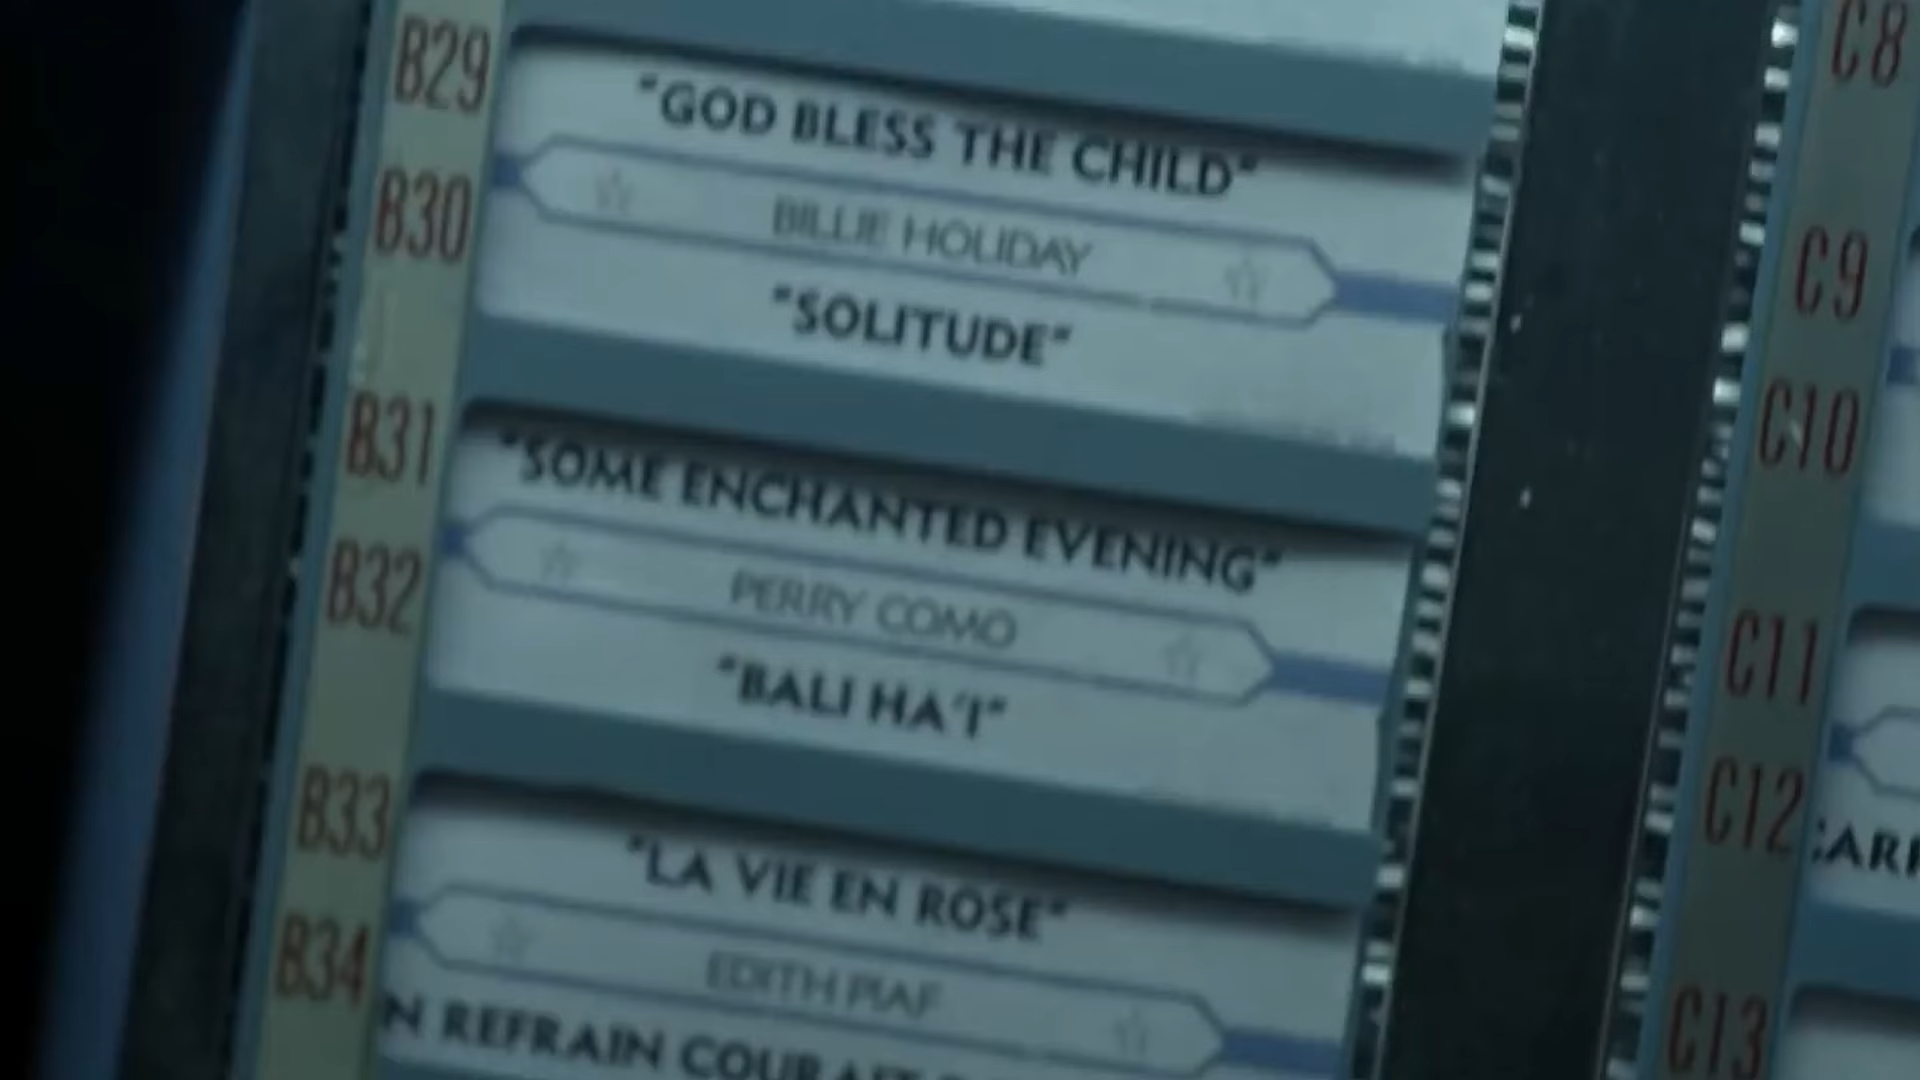 B29
"GOD BLESS THE CHILD"
B30
BILLIE HOLIDAY
"SOLITUDE"
B31
"SOME ENCHANTED EVENING"
B32
PERRY COMO
"BALI HA'I"
B33
"LA VIE EN ROSE"
B34
EDITH PIAF
N REFRAIN COURAIT
C8
C9
C10
C11
C12
C13